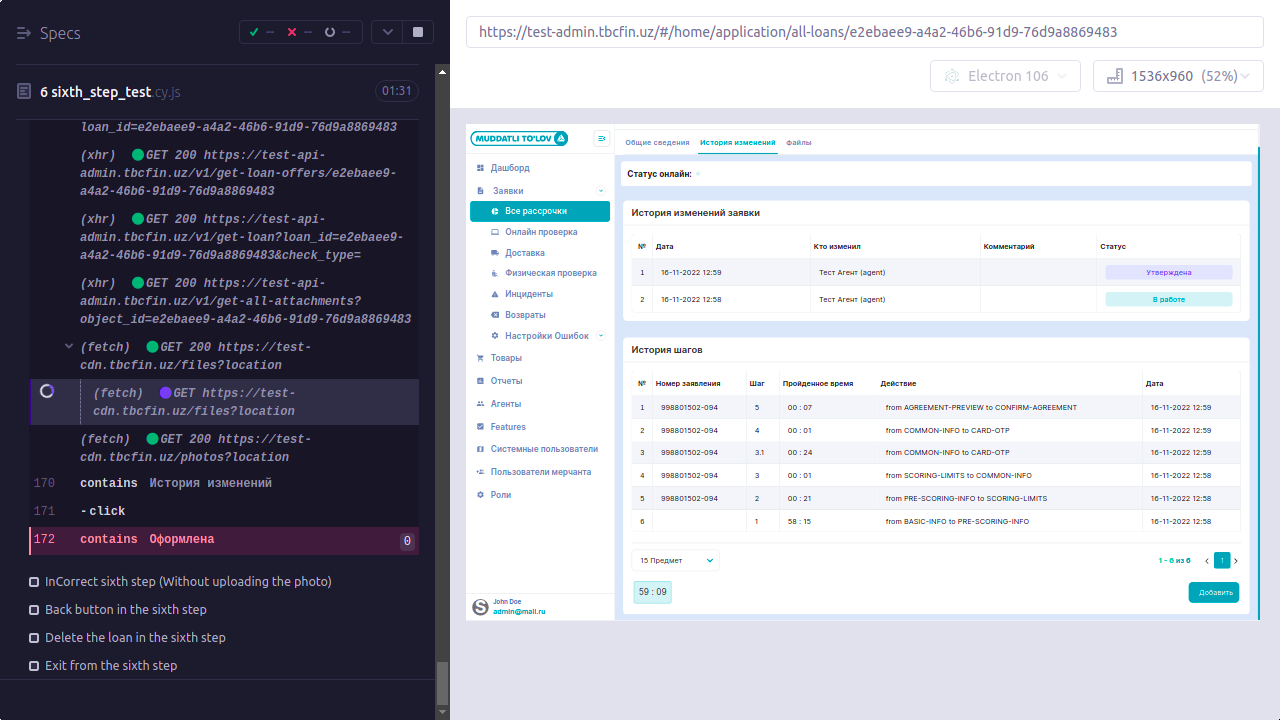 Specs
6 sixth_step_test.cy.js
01:31
loan_id=e2ebaee9-a4a2-46b6-91d9-76d9a8869483
(xhr) GET 200 https://test-api-
admin.tbcfin.uz/v1/get-loan-offers/e2ebaee9-
a4a2-46b6-91d9-76d9a8869483
(xhr) GET 200 https://test-api-
admin.tbcfin.uz/v1/get-loan?loan_id=e2ebaee9-
a4a2-46b6-91d9-76d9a8869483&check_type=
(xhr) GET 200 https://test-api-
admin.tbcfin.uz/v1/get-all-attachments?
object_id=e2ebaee9-a4a2-46b6-91d9-76d9a8869483
(fetch) GET 200 https://test-
cdn.tbcfin.uz/files?location
(fetch) GET https://test-
cdn.tbcfin.uz/files?location
(fetch) GET 200 https://test-
cdn.tbcfin.uz/photos?location
170 contains История изменений
171 -click
172 contains Оформлена 0
InCorrect sixth step (Without uploading the photo)
Back button in the sixth step
Delete the loan in the sixth step
Exit from the sixth step
https://test-admin.tbcfin.uz/#/home/application/all-loans/e2ebaee9-a4a2-46b6-91d9-76d9a8869483
Electron 106
1536x960 (52%)
MUDDATLI TO'LOV
Дашборд
Заявки
Все рассрочки
Онлайн проверка
Доставка
Физическая проверка
Инциденты
Возвраты
Настройки Ошибок
Товары
Отчеты
Агенты
Features
Системные пользователи
Пользователи мерчанта
Роли
John Doe
admin@mail.ru
Общие сведения История изменений файлы
Статус онлайн:
История изменений заявки
№ Дата Кто изменил Комментарий Статус
1 16-11-2022 12:59 Тест Агент (agent) Утверждена
2 16-11-2022 12:58 Тест Агент (agent) В работе
История шагов
№ Номер заявления Шаг Пройденное время Действие Дата
1 998801502-094 5 00 : 07 from AGREEMENT-PREVIEW to CONFIRM-AGREEMENT 16-11-2022 12:59
2 998801502-094 4 00 : 01 from COMMON-INFO to CARD-OTP 16-11-2022 12:59
3 998801502-094 3.1 00 : 24 from COMMON-INFO to CARD-OTP 16-11-2022 12:59
4 998801502-094 3 00 : 01 from SCORING-LIMITS to COMMON-INFO 16-11-2022 12:58
5 998801502-094 2 00 : 21 from PRE-SCORING-INFO to SCORING-LIMITS 16-11-2022 12:58
6 1 58 : 15 from BASIC-INFO to PRE-SCORING-INFO 16-11-2022 12:58
15 Предмет
1 - 6 из 6
1
59 : 09
Добавить